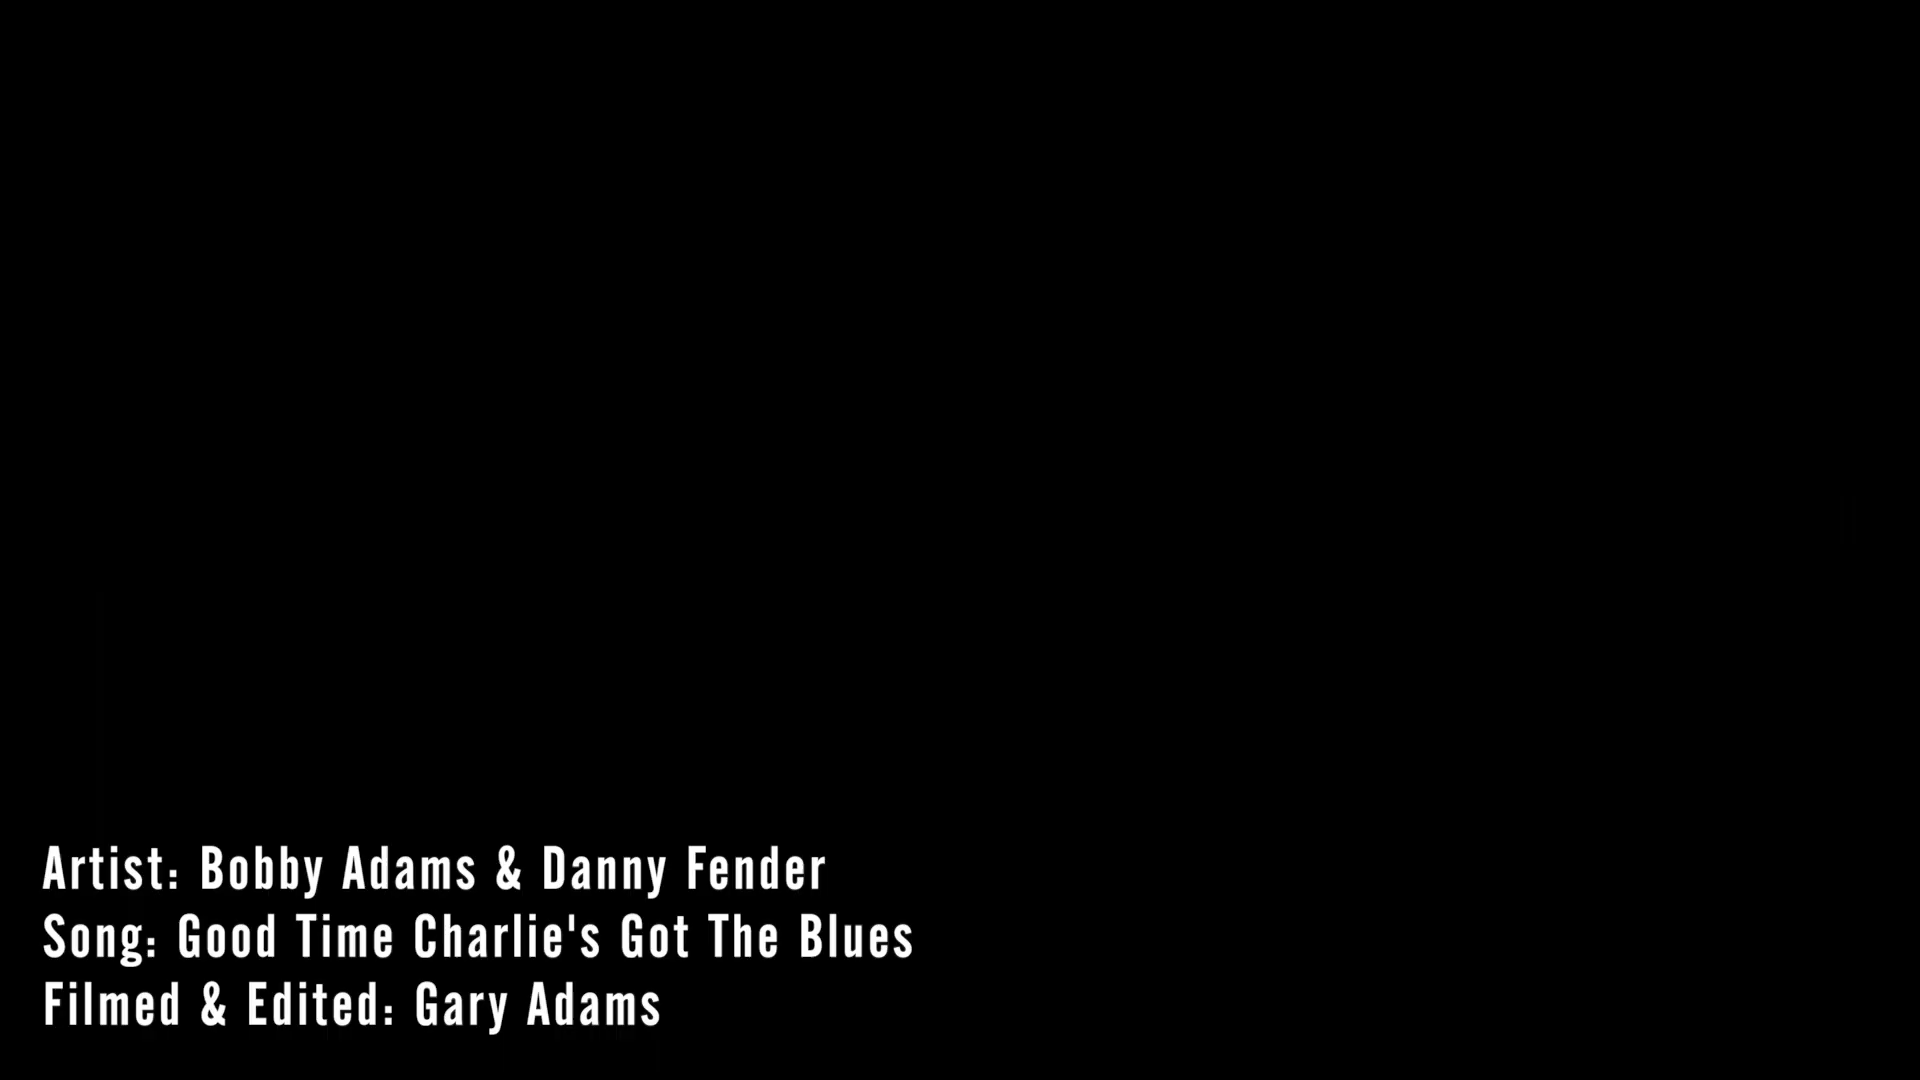 Artist: Bobby Adams & Danny Fender
Song: Good Time Charlie's Got The Blues
Filmed & Edited: Gary Adams